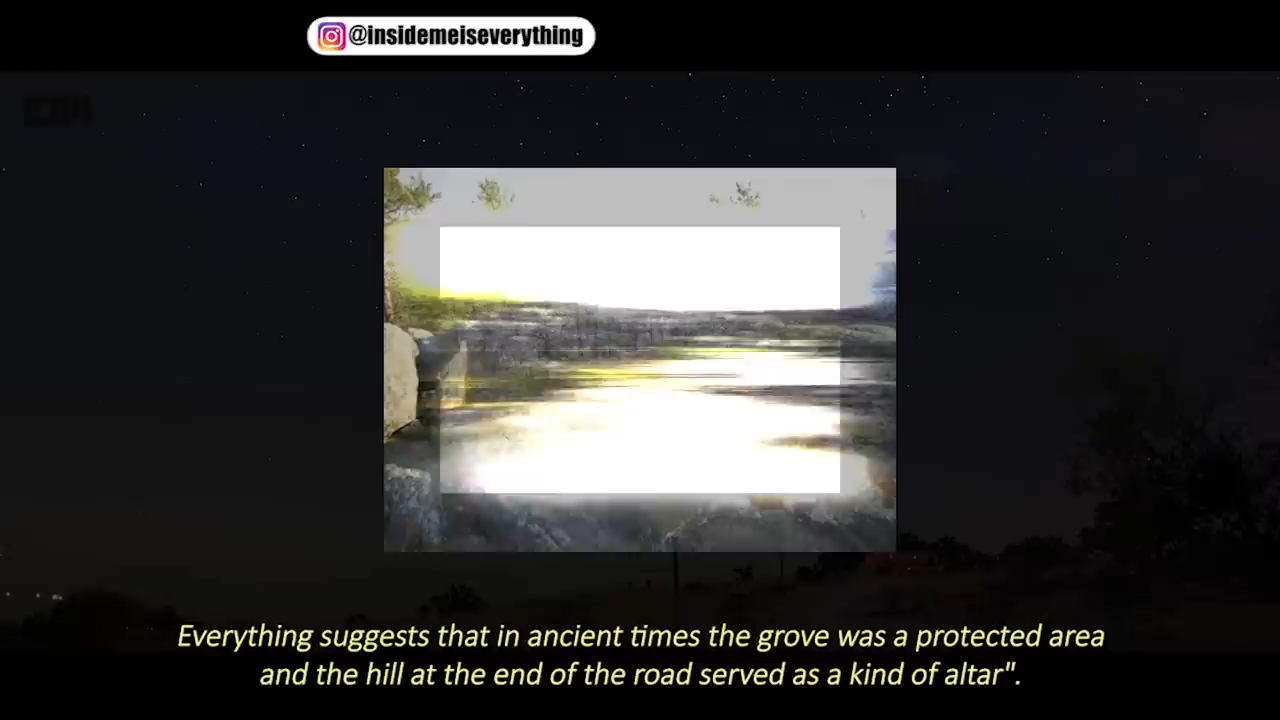 @insidemeiseverything
Everything suggests that in ancient times the grove was a protected area
and the hill at the end of the road served as a kind of altar".